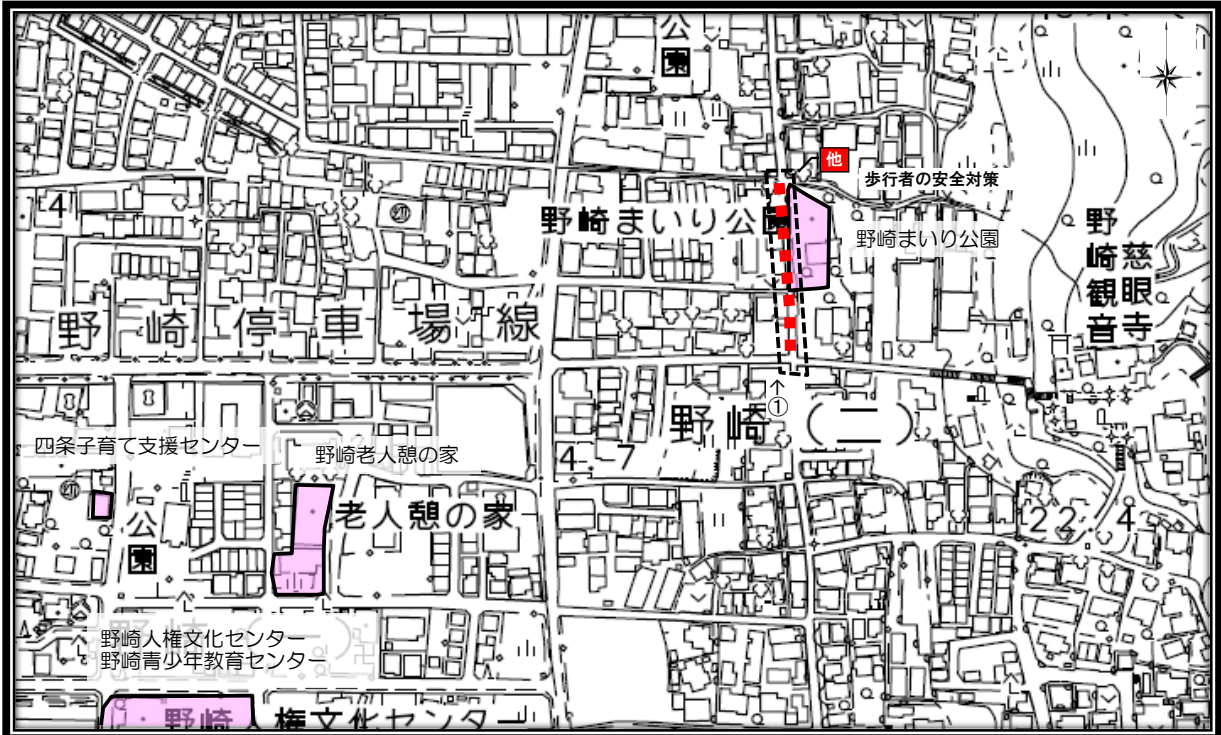 公園
他
歩行者の安全対策
4
野崎まいり公園
野崎まいり公園
慈眼寺
野崎観音
野崎停車場線
①
野崎(二)
四条子育て支援センター
野崎老人憩の家
4.7
老人憩の家
公園
22.4
野崎人権文化センター
野崎青少年教育センター
野崎(一)
野崎人権文化センター